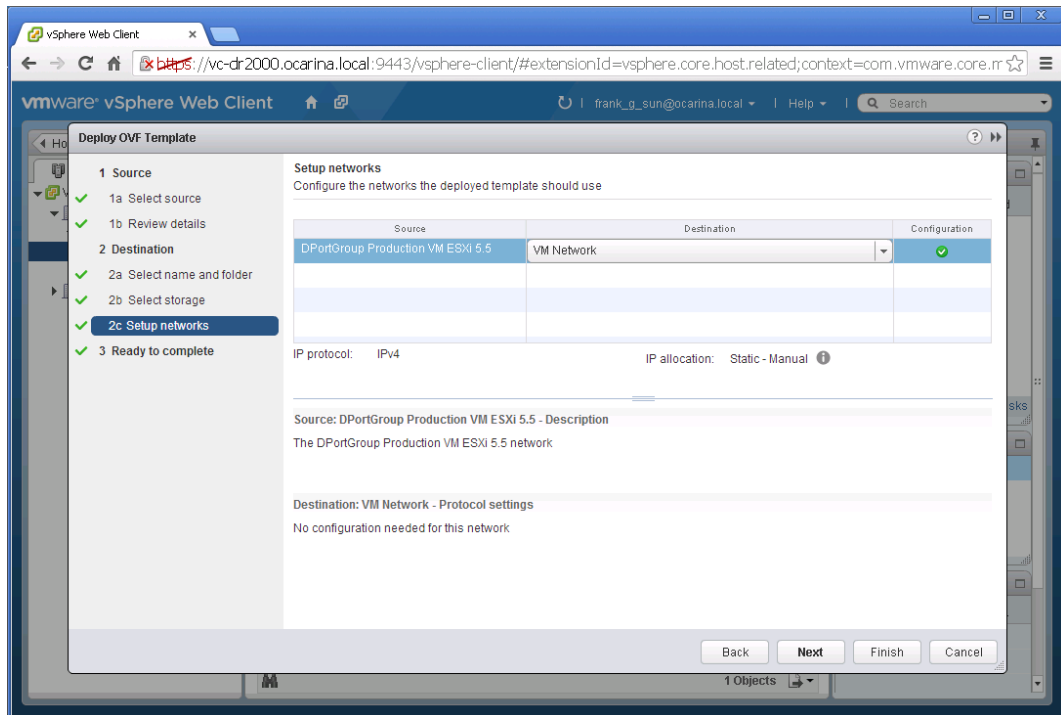 vSphere Web Client
https://vc-dr2000.ocarina.local:9443/vsphere-client/#extensionId=vsphere.core.host.related;context=com.vmware.core.m
vmware® vSphere Web Client
frank_g_sun@ocarina.local
Help
Search
Ho
Deploy OVF Template
1 Source
1a Select source
1b Review details
2 Destination
2a Select name and folder
2b Select storage
2c Setup networks
3 Ready to complete
Setup networks
Configure the networks the deployed template should use
Source Destination Configuration
DPortGroup Production VM ESXi 5.5 VM Network
IP protocol: IPv4 IP allocation: Static - Manual
Source: DPortGroup Production VM ESXi 5.5 - Description
The DPortGroup Production VM ESXi 5.5 network
Destination: VM Network - Protocol settings
No configuration needed for this network
sks
Back Next Finish Cancel
1 Objects